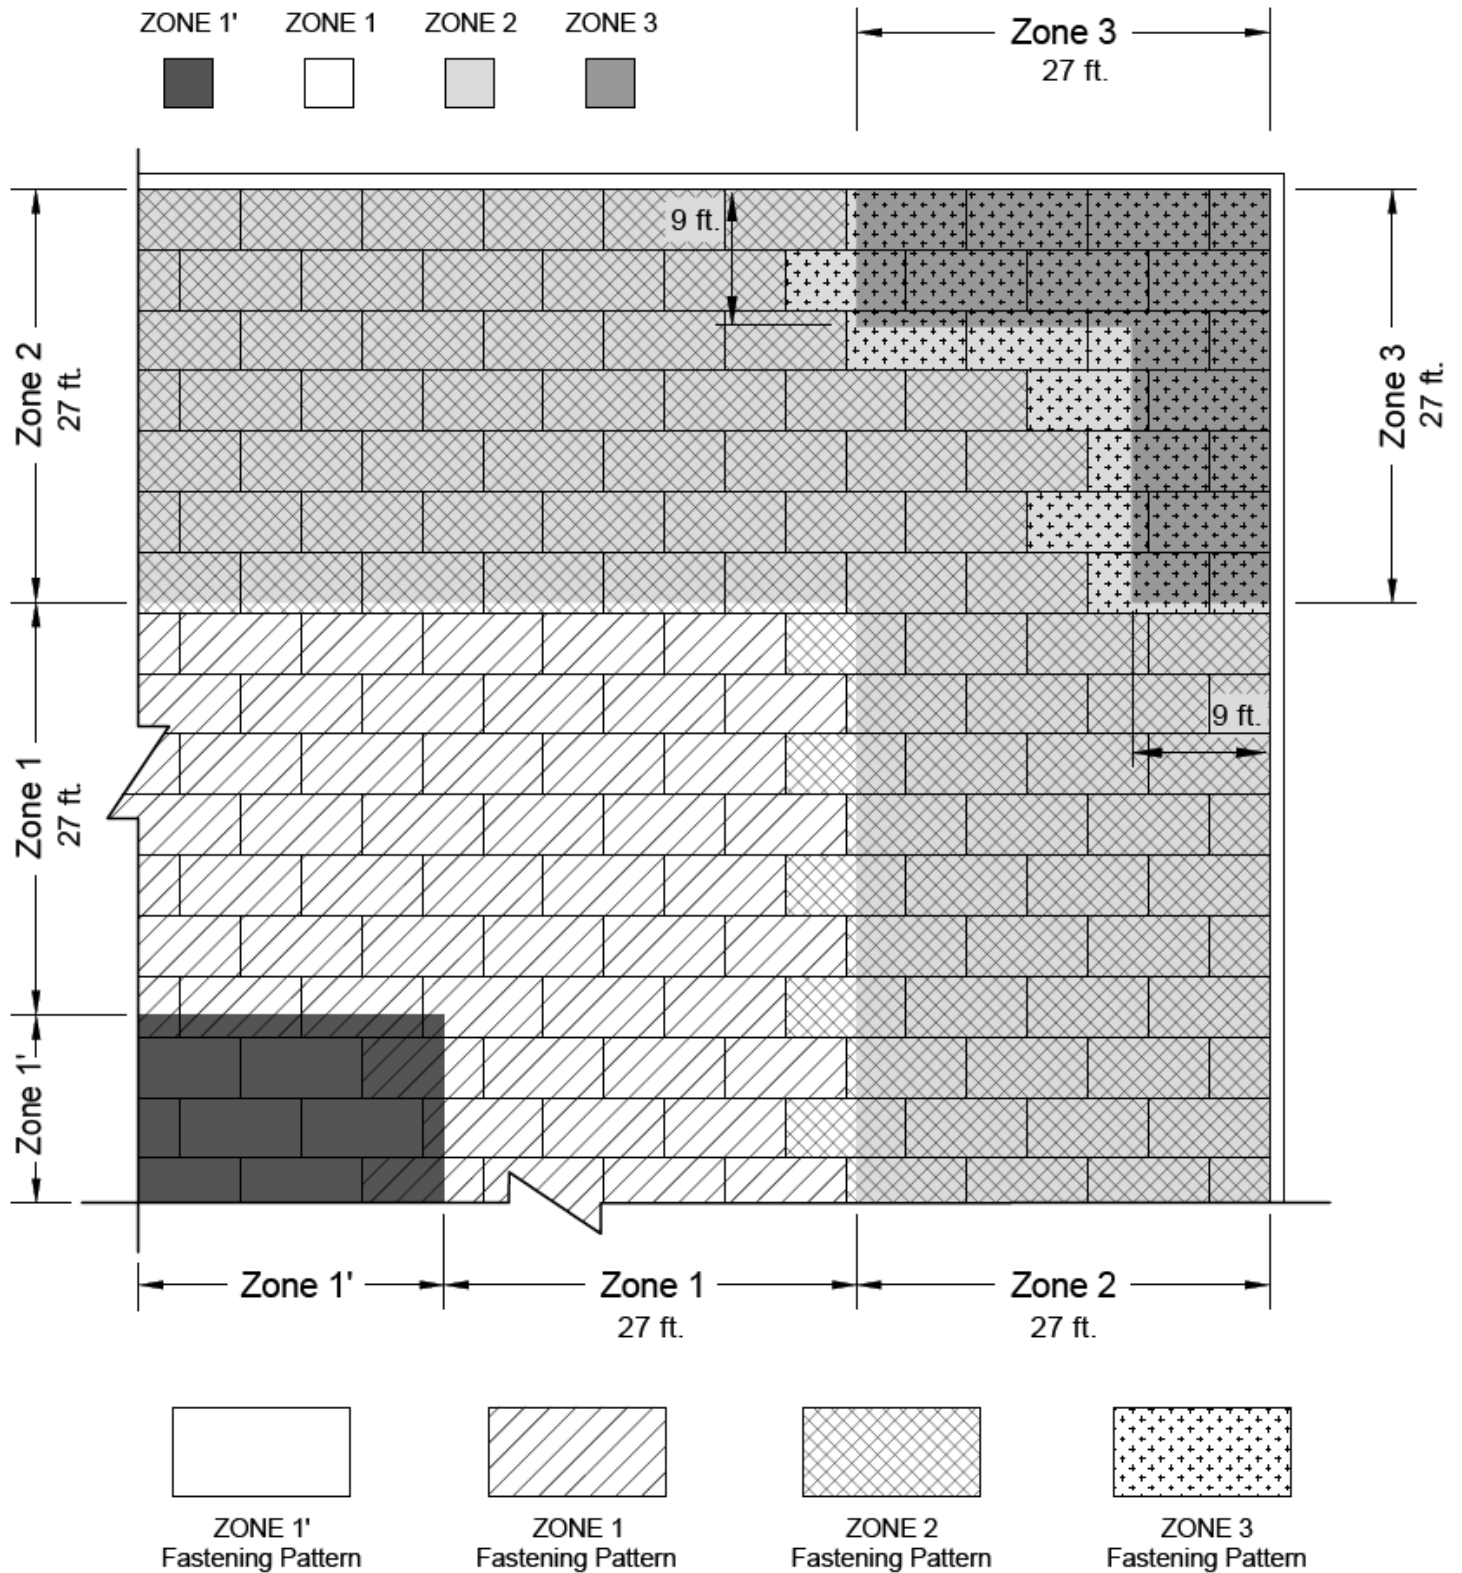 ZONE 1'
ZONE 1
ZONE 2
ZONE 3
Zone 3
27 ft.
9 ft.
Zone 2
27 ft.
Zone 3
27 ft.
9 ft.
Zone 1
27 ft.
Zone 1'
Zone 1'
Zone 1
27 ft.
Zone 2
27 ft.
ZONE 1'
Fastening Pattern
ZONE 1
Fastening Pattern
ZONE 2
Fastening Pattern
ZONE 3
Fastening Pattern